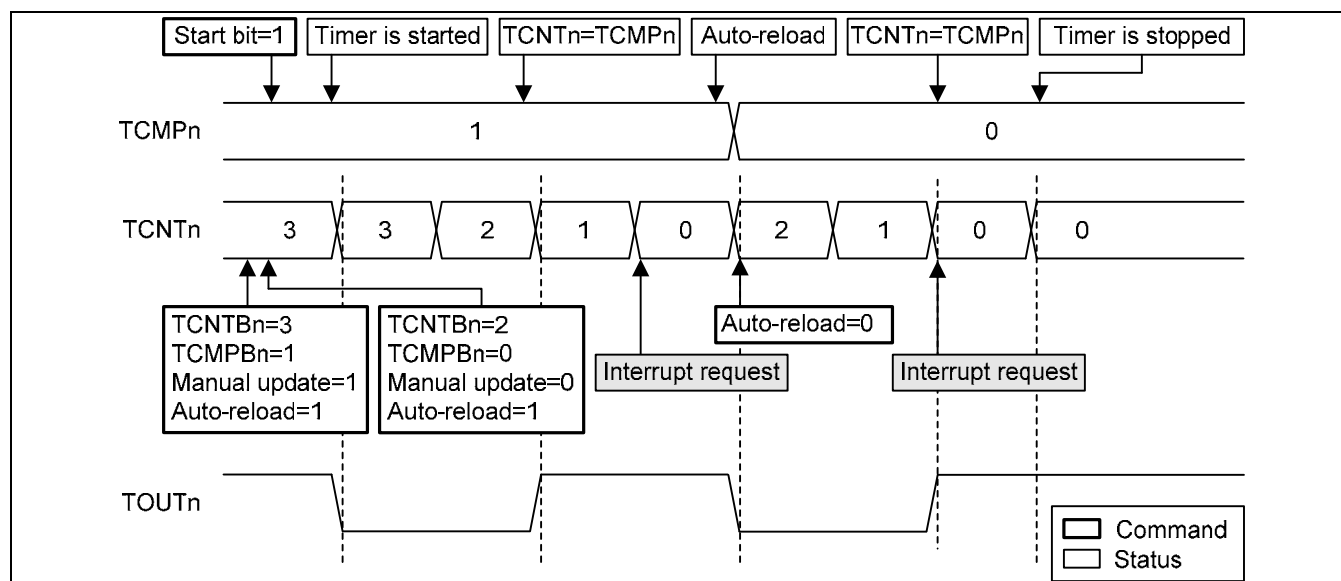 Start bit=1 Timer is started TCNTn=TCMPn Auto-reload TCNTn=TCMPn Timer is stopped
TCMPn 1 0
TCNTn 3 3 2 1 0 2 1 0 0
TCNTBn=3
TCMPBn=1
Manual update=1
Auto-reload=1
TCNTBn=2
TCMPBn=0
Manual update=0
Auto-reload=1
Interrupt request
Auto-reload=0
Interrupt request
TOUTn
Command
Status